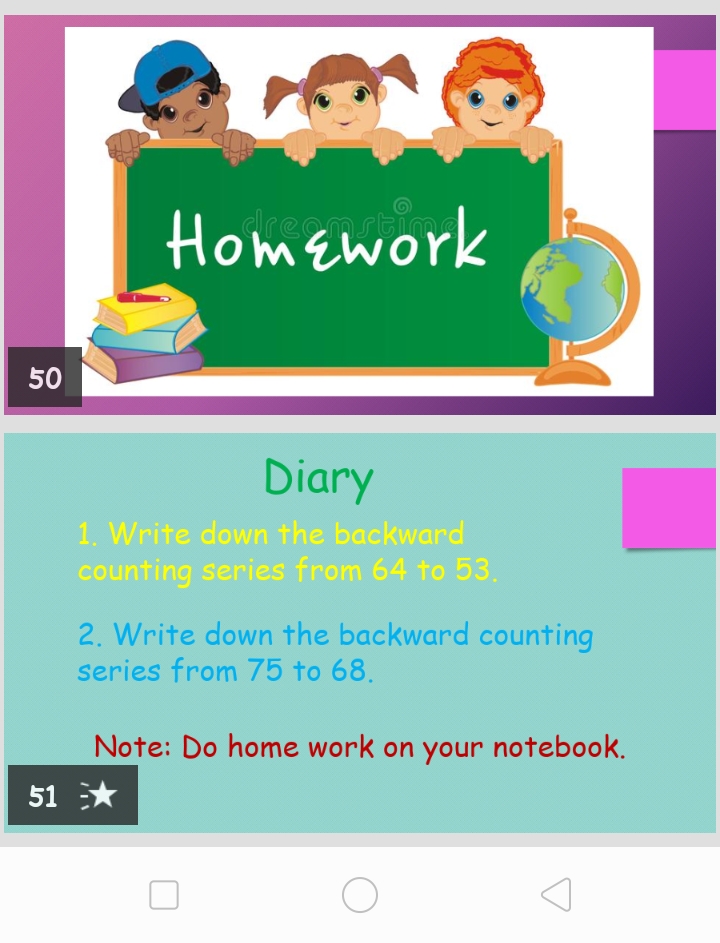 dreamstime
Homework
50
Diary
1. Write down the backward
counting series from 64 to 53.
2. Write down the backward counting
series from 75 to 68.
Note: Do home work on your notebook.
51